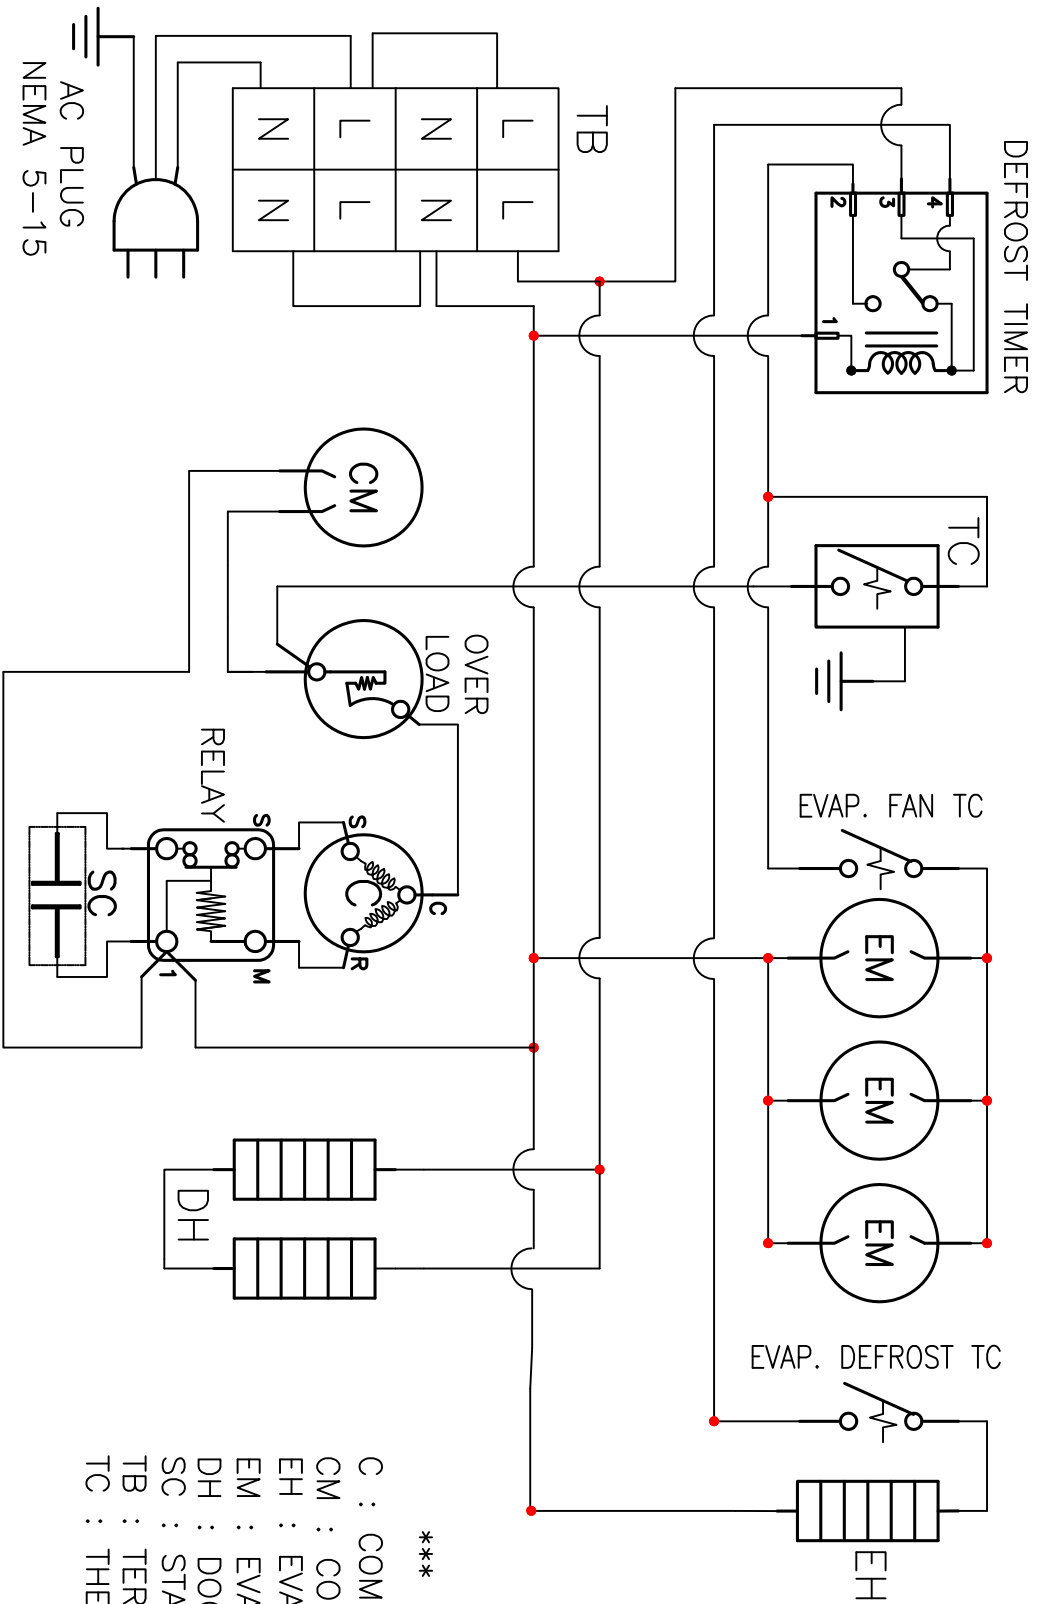 DEFROST TIMER
4
3
2
1
TB
L
N
L
N
L
N
L
N
AC PLUG
NEMA 5-15
TC
CM
OVER
LOAD
EVAP. FAN TC
EM
EM
EM
RELAY
S
M
1
SC
S
C
R
C
DH
EVAP. DEFROST TC
EH
***
C : COM
CM : CO
EH : EVA
EM : EVA
DH : DOO
SC : STA
TB : TER
TC : THE